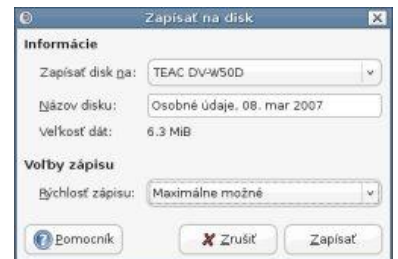 Zapísať na disk
Informácie
Zapísať disk na: TEAC DV-W50D
Názov disku: Osobné údaje, 08. mar 2007
Veľkosť dát: 6.3 MiB
Voľby zápisu
Rýchlosť zápisu: Maximálne možné
Pomocník Zrušiť Zapísať